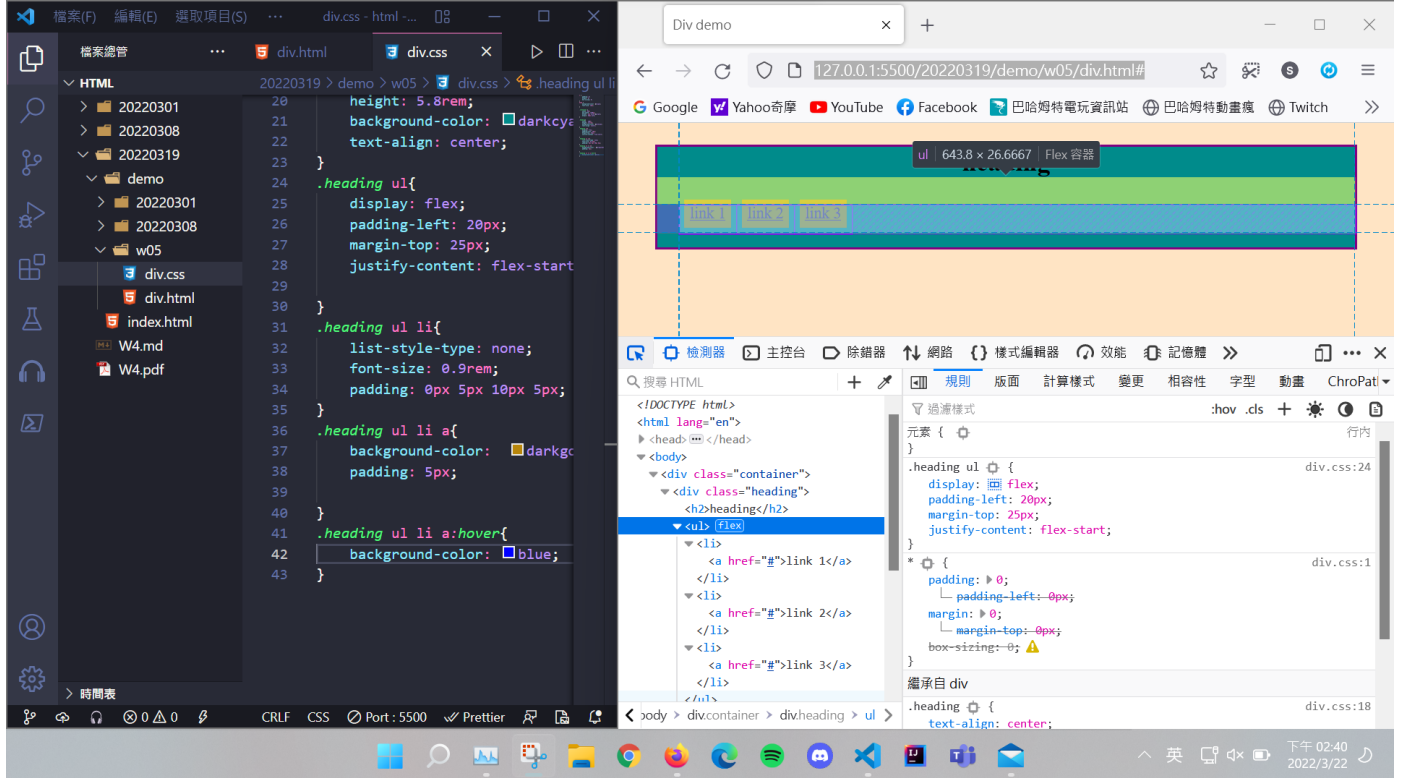 檔案(F) 編輯(E) 選取項目(S) ··· div.css - html -...
檔案總管 ···
HTML
20220301
20220308
20220319
demo
20220301
20220308
w05
div.css
div.html
index.html
W4.md
W4.pdf
時間表
div.html div.css
20220319 > demo > w05 > div.css > .heading ul li
20 height: 5.8rem;
21 background-color: darkcya
22 text-align: center;
23 }
24 .heading ul{
25 display: flex;
26 padding-left: 20px;
27 margin-top: 25px;
28 justify-content: flex-start
29
30 }
31 .heading ul li{
32 list-style-type: none;
33 font-size: 0.9rem;
34 padding: 0px 5px 10px 5px;
35 }
36 .heading ul li a{
37 background-color: darkgo
38 padding: 5px;
39
40 }
41 .heading ul li a:hover{
42 background-color: blue;
43 }
0 0 CRLF CSS Port : 5500 Prettier
Div demo
127.0.0.1:5500/20220319/demo/w05/div.html#
Google Yahoo奇摩 YouTube Facebook 巴哈姆特電玩資訊站 巴哈姆特動畫瘋 Twitch
ul 643.8 × 26.6667 Flex 容器
heading
link 1 link 2 link 3
檢測器 主控台 除錯器 網路 樣式編輯器 效能 記憶體
搜尋 HTML
<!DOCTYPE html>
<html lang="en">
<head> ··· </head>
<body>
<div class="container">
<div class="heading">
<h2>heading</h2>
<ul> flex
<li>
<a href="#">link 1</a>
</li>
<li>
<a href="#">link 2</a>
</li>
<li>
<a href="#">link 3</a>
</li>
</ul>
body > div.container > div.heading > ul
規則 版面 計算樣式 變更 相容性 字型 動畫 ChroPat
過濾樣式 :hov .cls
元素 { 行內
}
.heading ul { div.css:24
display: flex;
padding-left: 20px;
margin-top: 25px;
justify-content: flex-start;
}
* { div.css:1
padding: 0;
padding-left: 0px;
margin: 0;
margin-top: 0px;
box-sizing: 0;
}
繼承自 div
.heading { div.css:18
text-align: center;
英 下午 02:40
2022/3/22